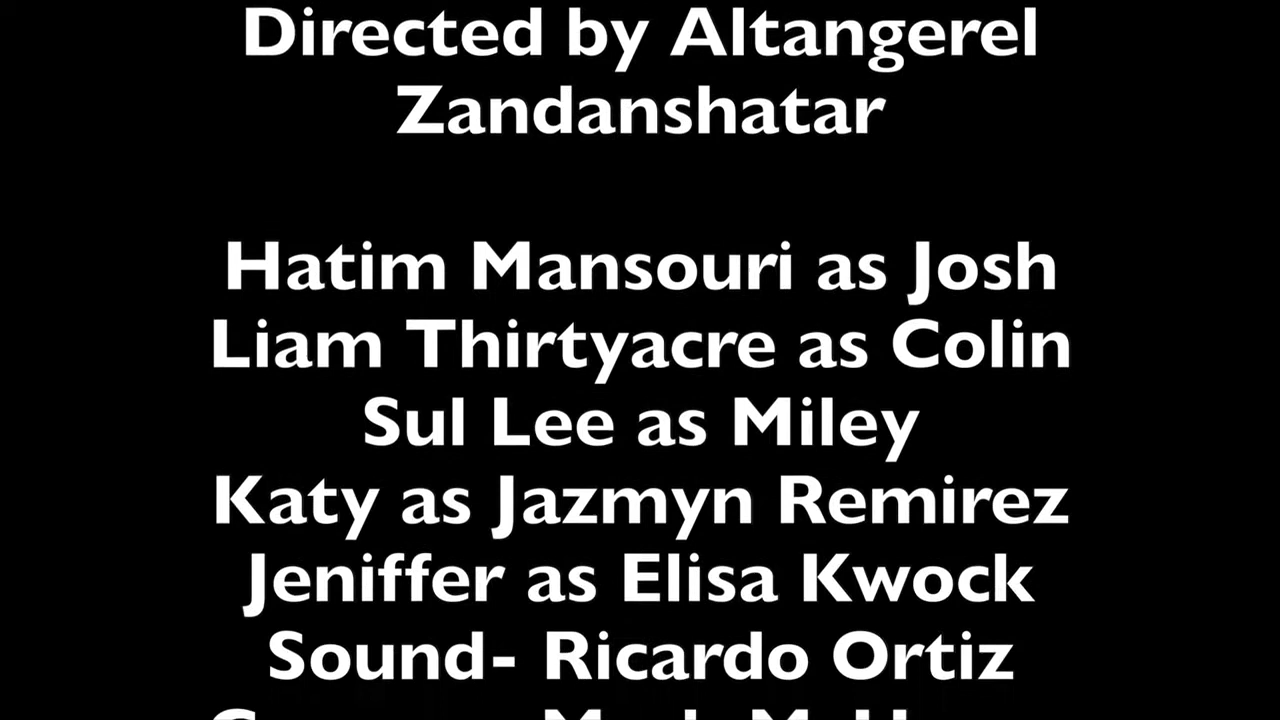 Directed by Altangerel
Zandanshatar
Hatim Mansouri as Josh
Liam Thirtyacre as Colin
Sul Lee as Miley
Katy as Jazmyn Remirez
Jeniffer as Elisa Kwock
Sound- Ricardo Ortiz